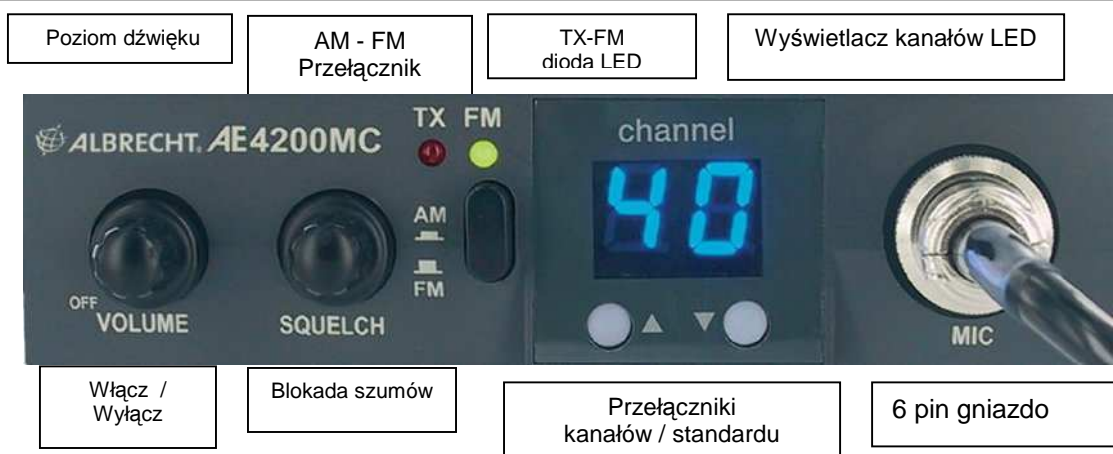 Poziom dźwięku
AM - FM
Przełącznik
TX-FM
dioda LED
Wyświetlacz kanałów LED
ALBRECHT. AE4200MC
TX FM
channel
40
AM
FM
OFF
VOLUME
SQUELCH
▲ ▼
MIC
Włącz /
Wyłącz
Blokada szumów
Przełączniki
kanałów / standardu
6 pin gniazdo